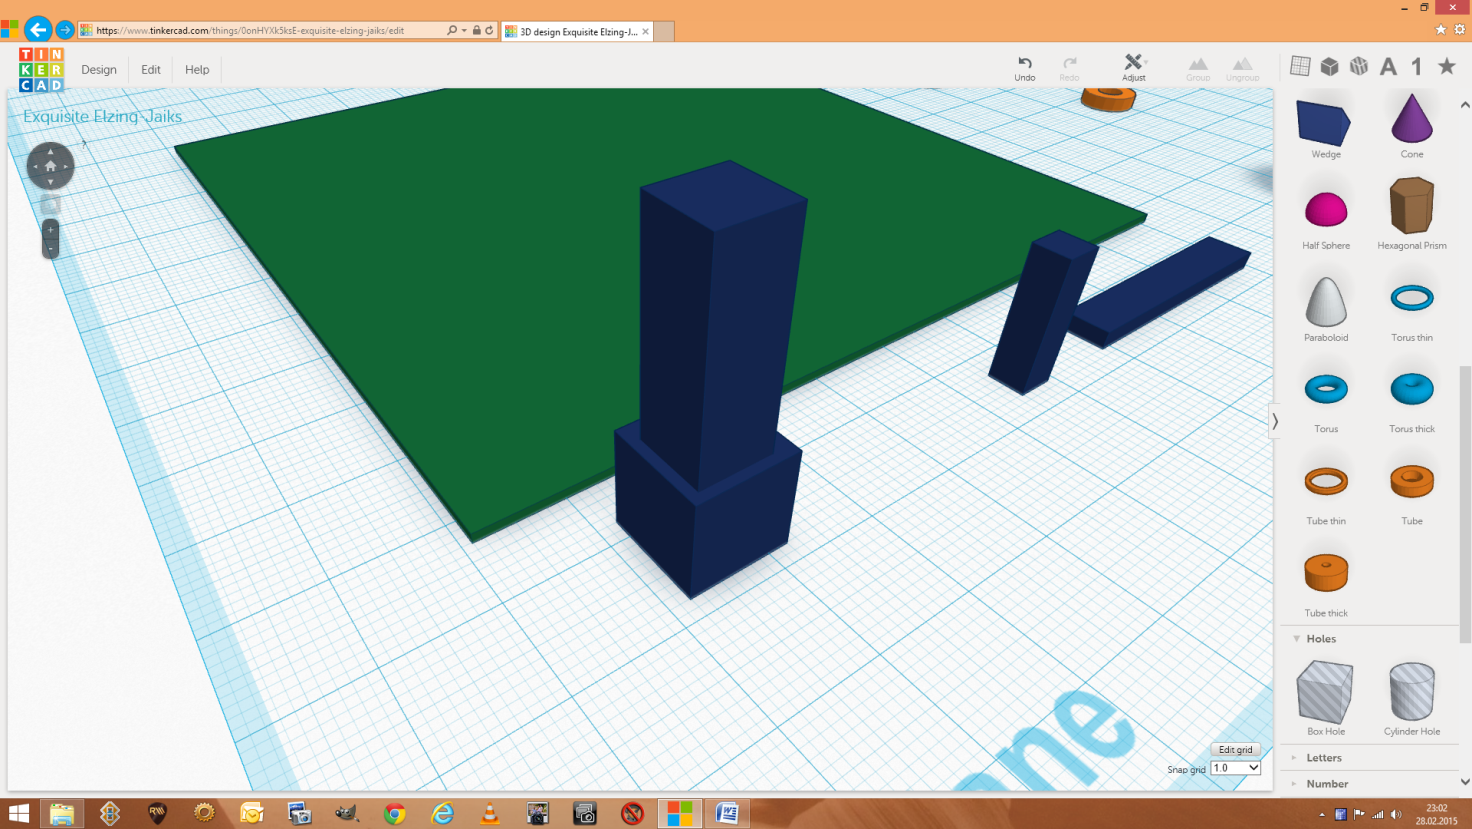 https://www.tinkercad.com/things/0onHYXk5ksE-exquisite-elzing-jaiks/edit
3D design Exquisite Elzing-J...
TIN
KER
CAD
Design
Edit
Help
Undo
Redo
Adjust
Group
Ungroup
A
1
Exquisite Elzing-Jaiks
Wedge
Cone
Half Sphere
Hexagonal Prism
Paraboloid
Torus thin
Torus
Torus thick
Tube thin
Tube
Tube thick
Holes
Box Hole
Cylinder Hole
Letters
Number
ne
Edit grid
Snap grid
1.0
23:02
28.02.2015